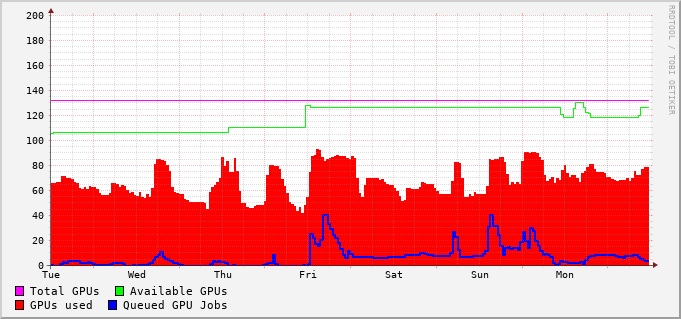 RRDTOOL / TOBI OETIKER
200
180
160
140
120
100
80
60
40
20
0
Tue Wed Thu Fri Sat Sun Mon
Total GPUs Available GPUs
GPUs used Queued GPU Jobs